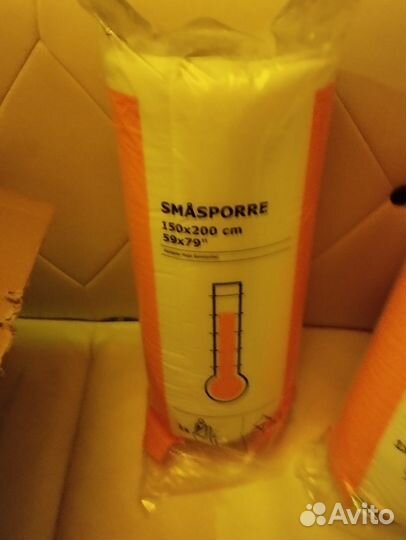 SMÅSPORRE
150x200 cm
59x79"
Avito